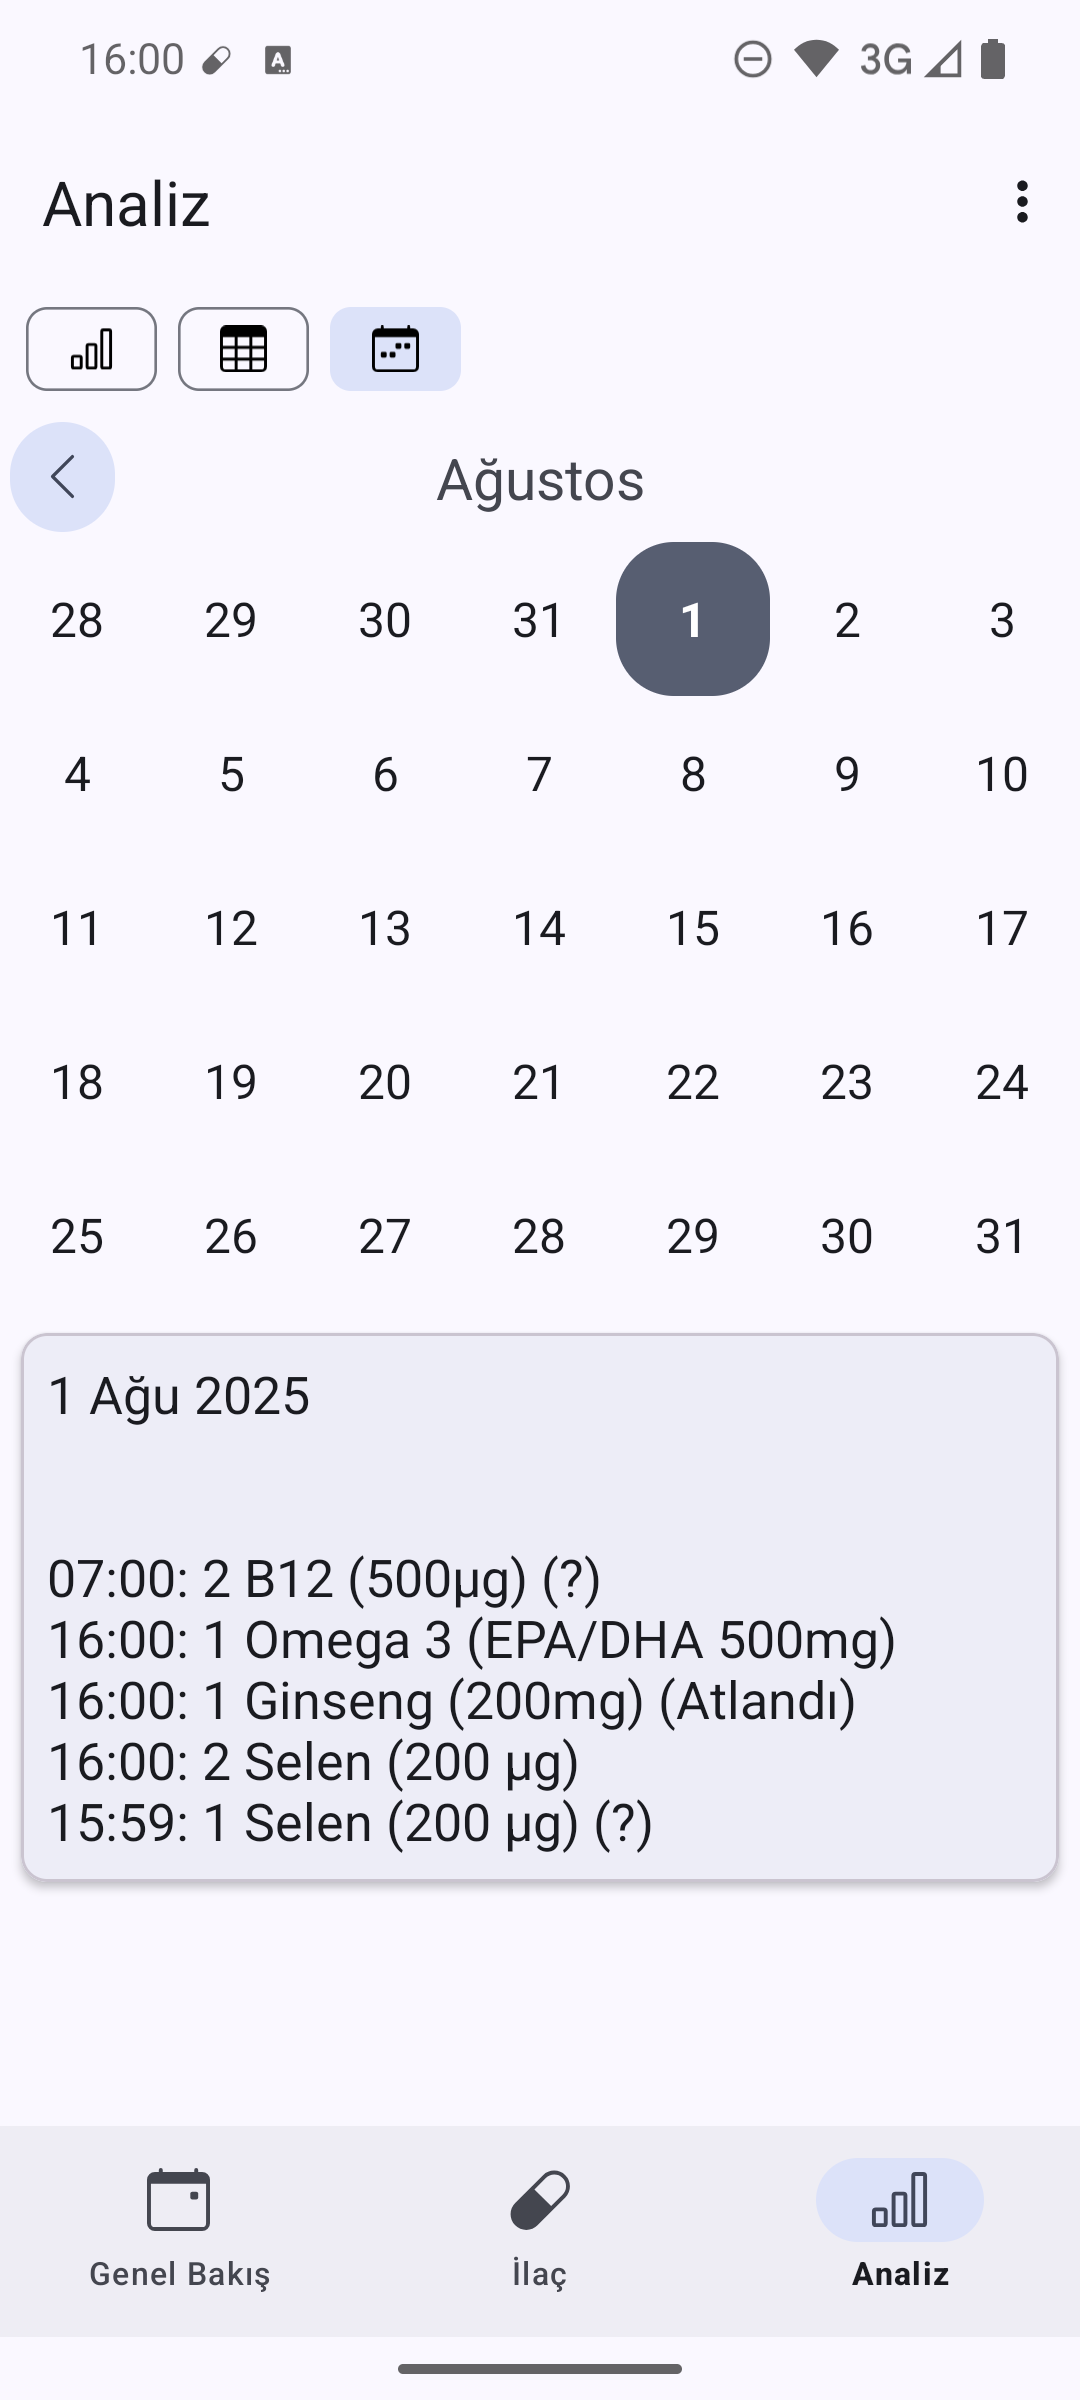 16:00
3G
Analiz
Ağustos
28 29 30 31 1 2 3
4 5 6 7 8 9 10
11 12 13 14 15 16 17
18 19 20 21 22 23 24
25 26 27 28 29 30 31
1 Ağu 2025
07:00: 2 B12 (500µg) (?)
16:00: 1 Omega 3 (EPA/DHA 500mg)
16:00: 1 Ginseng (200mg) (Atlandı)
16:00: 2 Selen (200 µg)
15:59: 1 Selen (200 µg) (?)
Genel Bakış İlaç Analiz